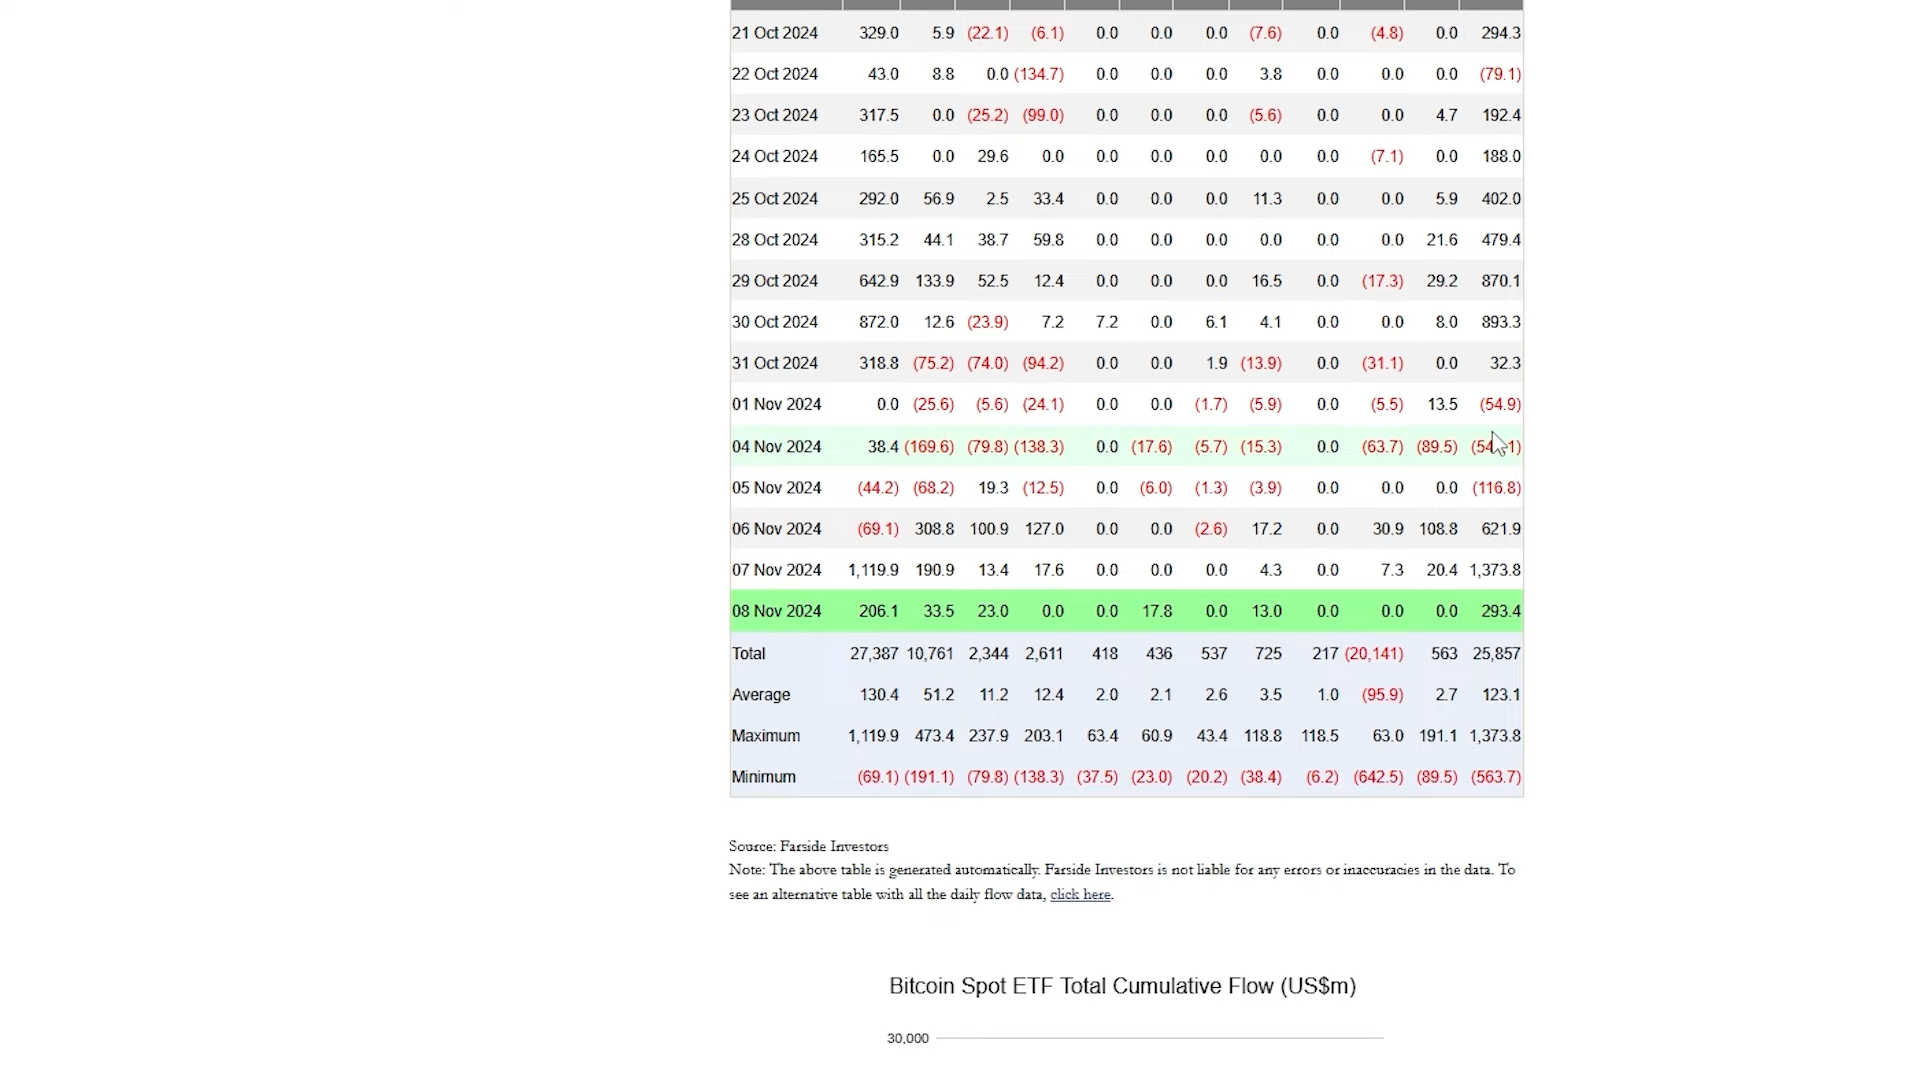 21 Oct 2024 329.0 5.9 (22.1) (6.1) 0.0 0.0 0.0 (7.6) 0.0 (4.8) 0.0 294.3
22 Oct 2024 43.0 8.8 0.0 (134.7) 0.0 0.0 0.0 3.8 0.0 0.0 0.0 (79.1)
23 Oct 2024 317.5 0.0 (25.2) (99.0) 0.0 0.0 0.0 (5.6) 0.0 0.0 4.7 192.4
24 Oct 2024 165.5 0.0 29.6 0.0 0.0 0.0 0.0 0.0 0.0 (7.1) 0.0 188.0
25 Oct 2024 292.0 56.9 2.5 33.4 0.0 0.0 0.0 11.3 0.0 0.0 5.9 402.0
28 Oct 2024 315.2 44.1 38.7 59.8 0.0 0.0 0.0 0.0 0.0 0.0 21.6 479.4
29 Oct 2024 642.9 133.9 52.5 12.4 0.0 0.0 0.0 16.5 0.0 (17.3) 29.2 870.1
30 Oct 2024 872.0 12.6 (23.9) 7.2 7.2 0.0 6.1 4.1 0.0 0.0 8.0 893.3
31 Oct 2024 318.8 (75.2) (74.0) (94.2) 0.0 0.0 1.9 (13.9) 0.0 (31.1) 0.0 32.3
01 Nov 2024 0.0 (25.6) (5.6) (24.1) 0.0 0.0 (1.7) (5.9) 0.0 (5.5) 13.5 (54.9)
04 Nov 2024 38.4 (169.6) (79.8) (138.3) 0.0 (17.6) (5.7) (15.3) 0.0 (63.7) (89.5)
05 Nov 2024 (44.2) (68.2) 19.3 (12.5) 0.0 (6.0) (1.3) (3.9) 0.0 0.0 0.0 (116.8)
06 Nov 2024 (69.1) 308.8 100.9 127.0 0.0 0.0 (2.6) 17.2 0.0 30.9 108.8 621.9
07 Nov 2024 1,119.9 190.9 13.4 17.6 0.0 0.0 0.0 4.3 0.0 7.3 20.4 1,373.8
08 Nov 2024 206.1 33.5 23.0 0.0 0.0 17.8 0.0 13.0 0.0 0.0 0.0 293.4
Total 27,387 10,761 2,344 2,611 418 436 537 725 217 (20,141) 563 25,857
Average 130.4 51.2 11.2 12.4 2.0 2.1 2.6 3.5 1.0 (95.9) 2.7 123.1
Maximum 1,119.9 473.4 237.9 203.1 63.4 60.9 43.4 118.8 118.5 63.0 191.1 1,373.8
Minimum (69.1) (191.1) (79.8) (138.3) (37.5) (23.0) (20.2) (38.4) (6.2) (642.5) (89.5) (563.7)
Source: Farside Investors
Note: The above table is generated automatically. Farside Investors is not liable for any errors or inaccuracies in the data. To
see an alternative table with all the daily flow data, click here.
Bitcoin Spot ETF Total Cumulative Flow (US$m)
30,000